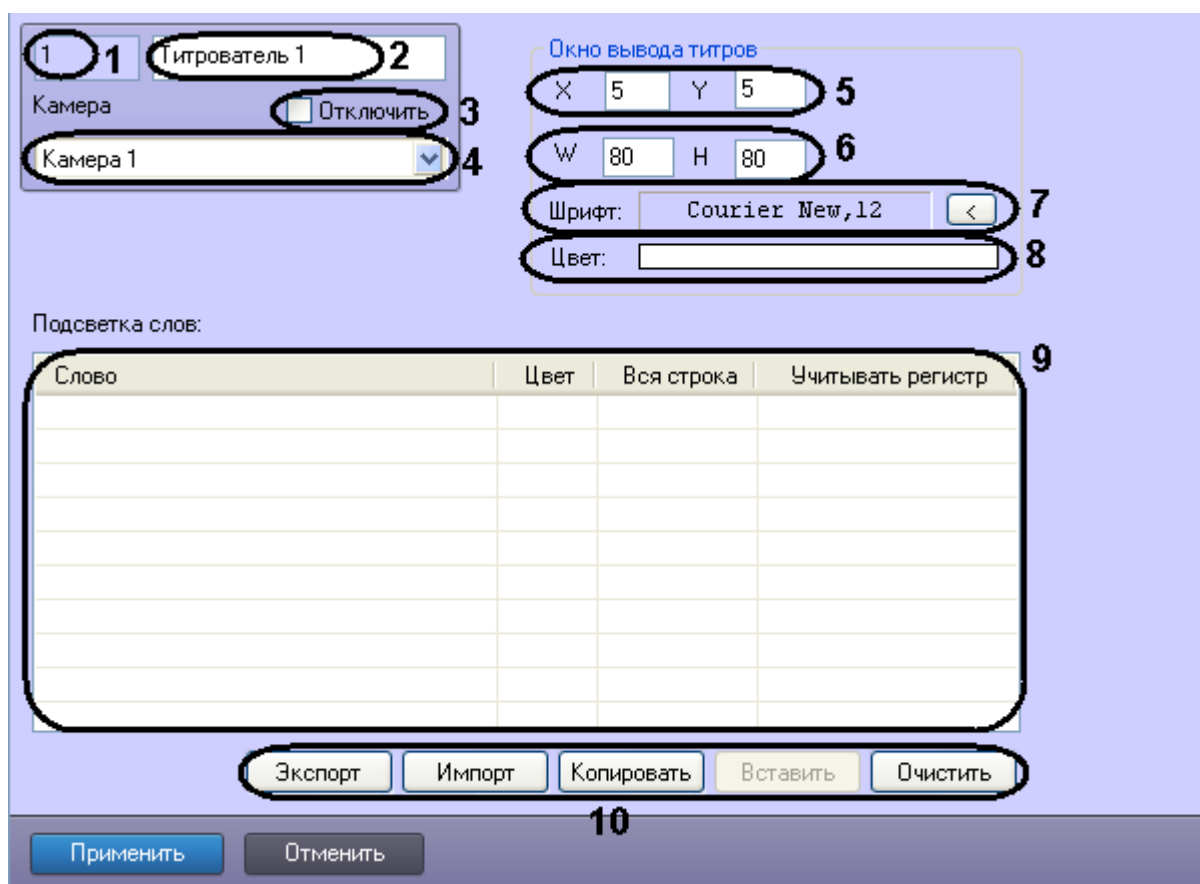 1 1 Титрователь 1 2
Камера Отключить 3
Камера 1 4
Окно вывода титров
X 5 Y 5 5
W 80 H 80 6
Шрифт: Courier New,12 < 7
Цвет: 8
Подсветка слов:
9
Слово Цвет Вся строка Учитывать регистр
Экспорт Импорт Копировать Вставить Очистить
10
Применить Отменить